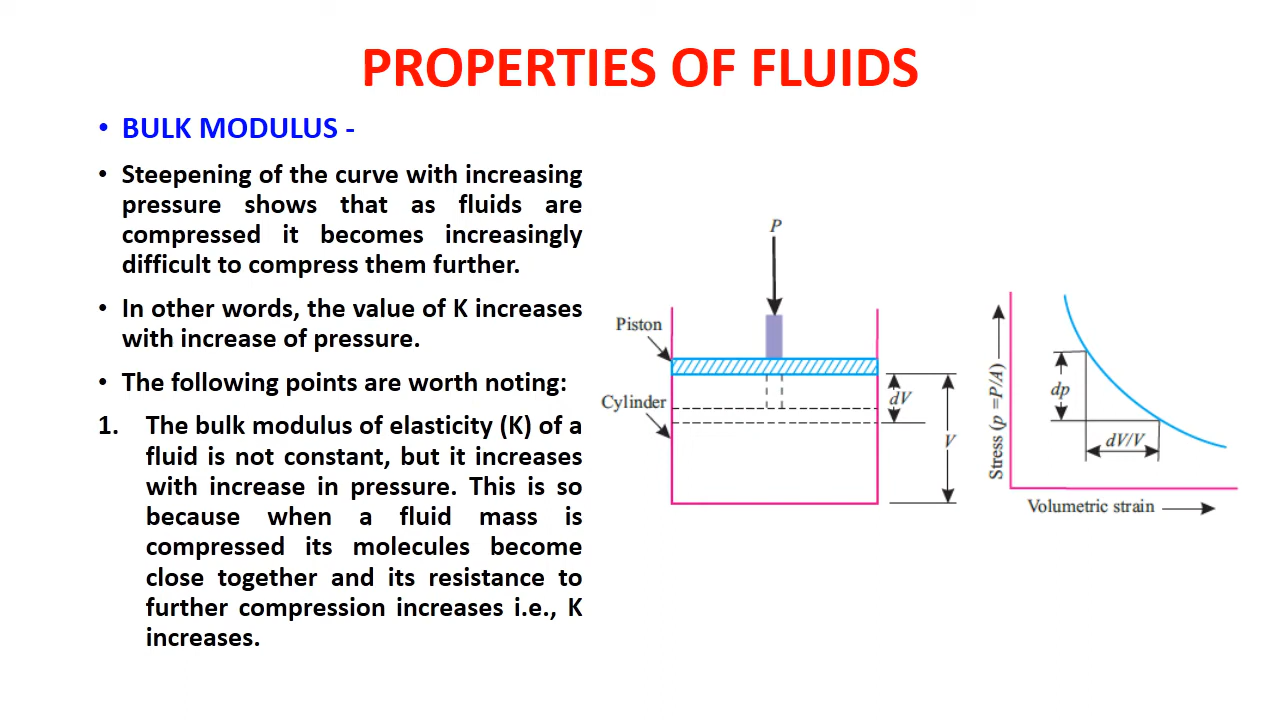 PROPERTIES OF FLUIDS
• BULK MODULUS -
• Steepening of the curve with increasing
pressure shows that as fluids are
compressed it becomes increasingly
difficult to compress them further.
• In other words, the value of K increases
with increase of pressure.
• The following points are worth noting:
1. The bulk modulus of elasticity (K) of a
fluid is not constant, but it increases
with increase in pressure. This is so
because when a fluid mass is
compressed its molecules become
close together and its resistance to
further compression increases i.e., K
increases.
P
Piston
Cylinder
dV
V
Stress (p =P/A)
dp
dV/V
Volumetric strain